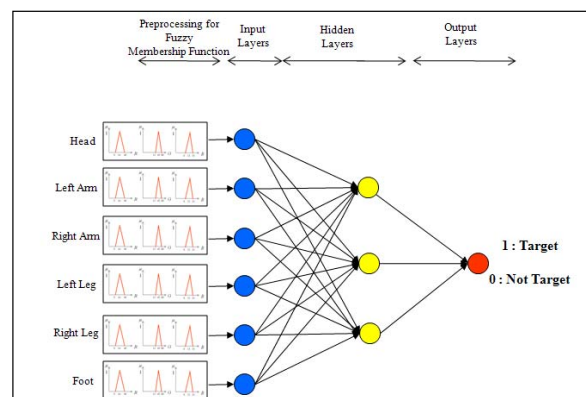 Preprocessing for
Fuzzy
Membership Function
Input
Layers
Hidden
Layers
Output
Layers
Head
Left Arm
Right Arm
Left Leg
Right Leg
Foot
1 : Target
0 : Not Target